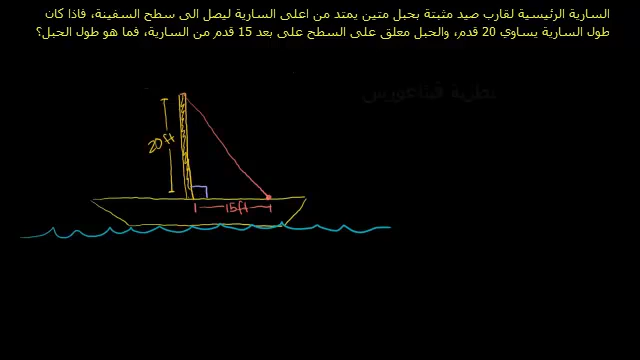 السارية الرئيسية لقارب صيد مثبتة بحبل متين يمتد من اعلى السارية ليصل الى سطح السفينة، فاذا كان
طول السارية يساوي 20 قدم، والحبل معلق على السطح على بعد 15 قدم من السارية، فما هو طول الحبل؟
نظرية فيثاغورس
20ft
15ft